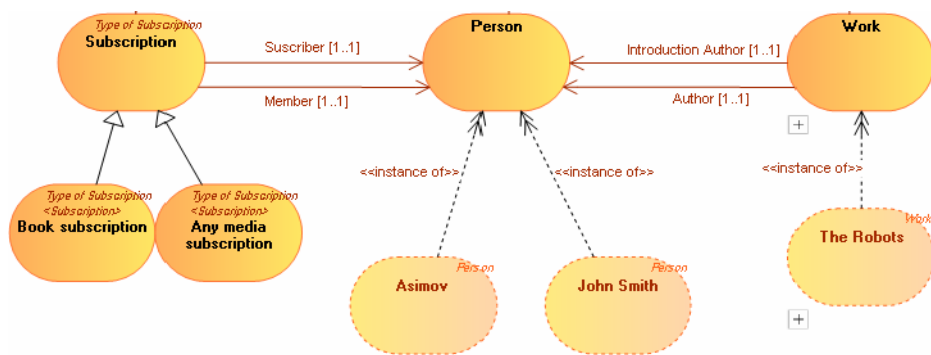 Type of Subscription
Subscription
Person
Work
Suscriber [1..1]
Introduction Author [1..1]
Member [1..1]
Author [1..1]
<<instance of>>
<<instance of>>
<<instance of>>
Type of Subscription
<Subscription>
Book subscription
Type of Subscription
<Subscription>
Any media
subscription
Person
Asimov
Person
John Smith
Work
The Robots